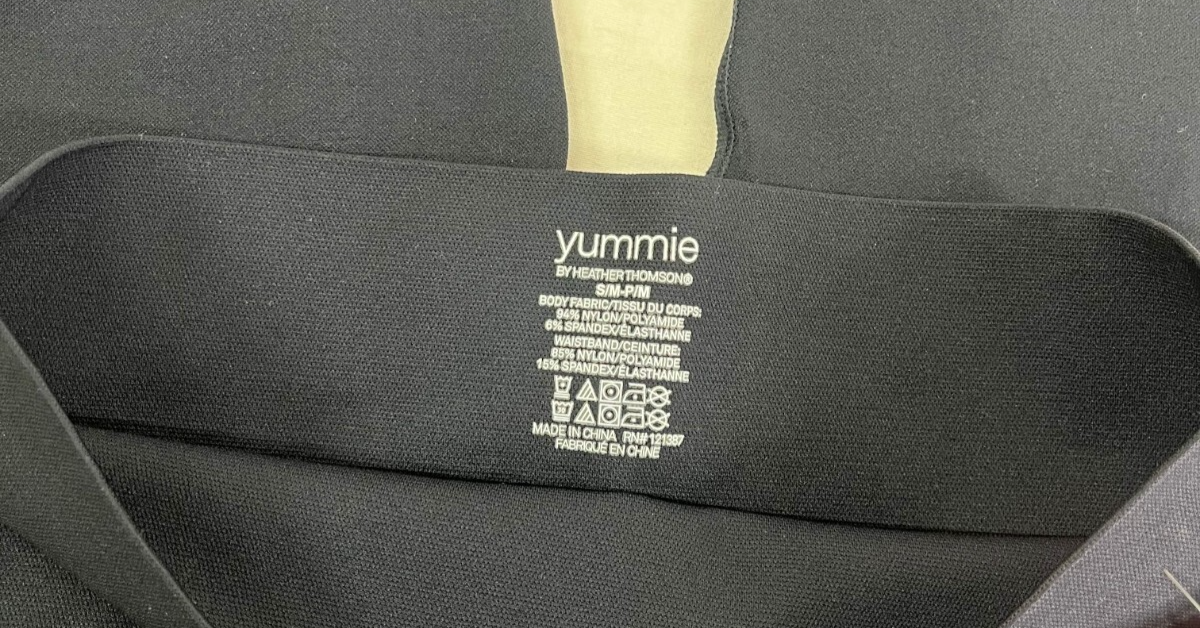 yummie
BY HEATHER THOMSON®
S/M-P/M
BODY FABRIC/TISSU DU CORPS:
94% NYLON/POLYAMIDE
6% SPANDEX/ÉLASTHANNE
WAISTBAND/CEINTURE:
85% NYLON/POLYAMIDE
15% SPANDEX/ÉLASTHANNE
MADE IN CHINA RN# 121387
FABRIQUÉ EN CHINE